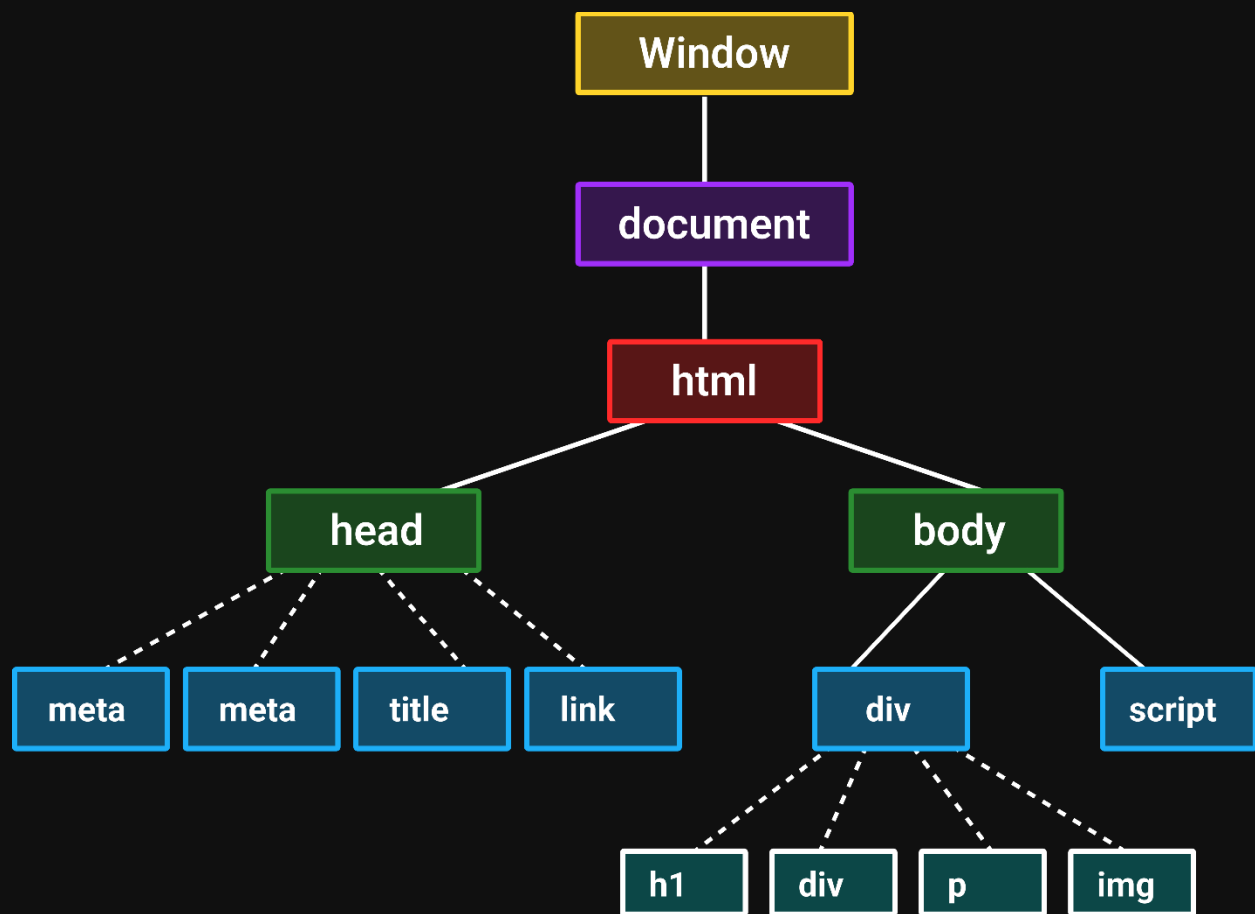 Window
document
html
head
body
meta
meta
title
link
div
script
h1
div
p
img